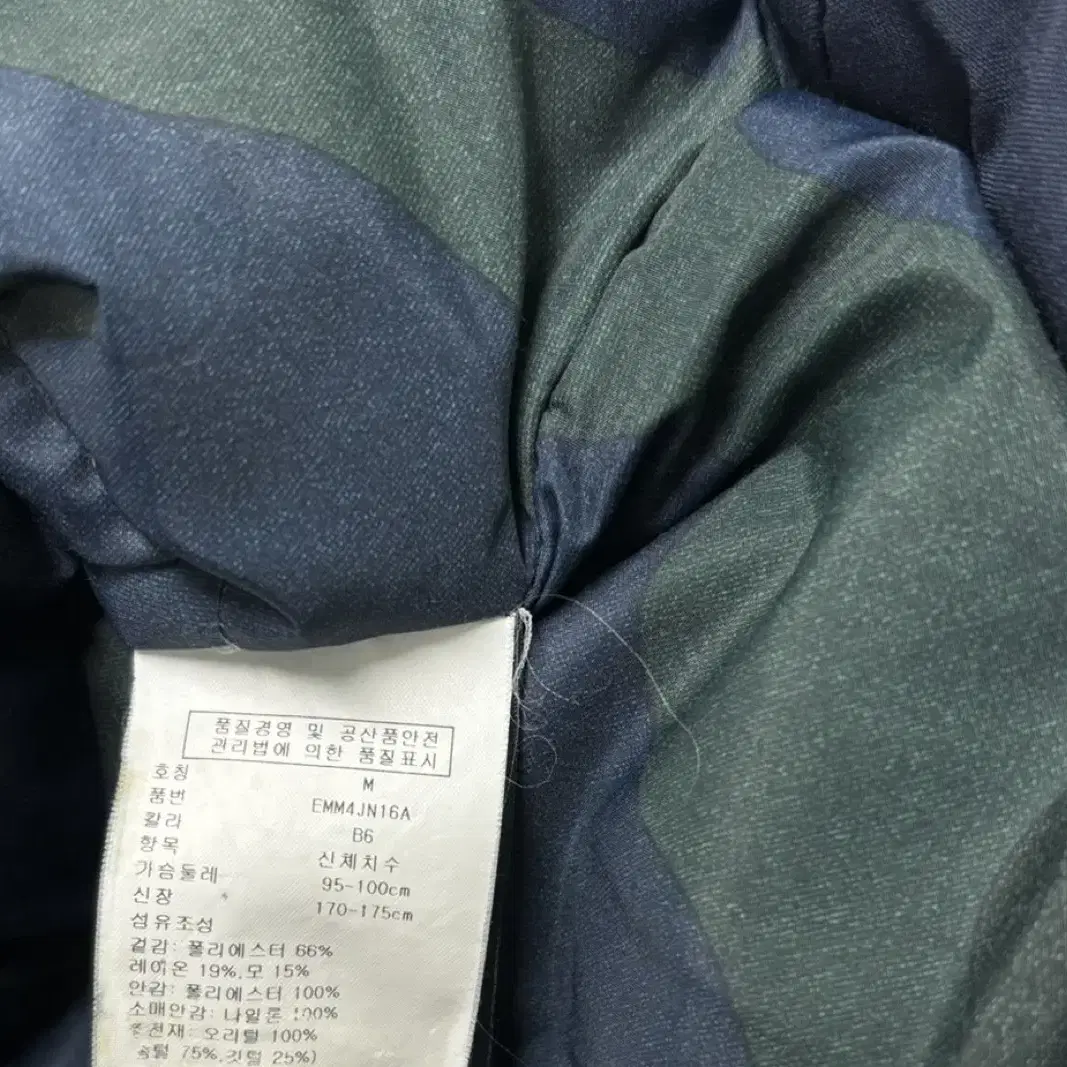 품질경영 및 공산품안전
관리법에 의한 품질표시
호칭 M
품번 EMM4JN16A
칼라 B6
항목 신체치수
가슴둘레 95-100cm
신장 170-175cm
섬유조성
겉감: 폴리에스터 66%
레이온 19%,모 15%
안감: 폴리에스터 100%
소매안감: 나일론 100%
충전재: 오리털 100%
솜털 75%,깃털 25%)